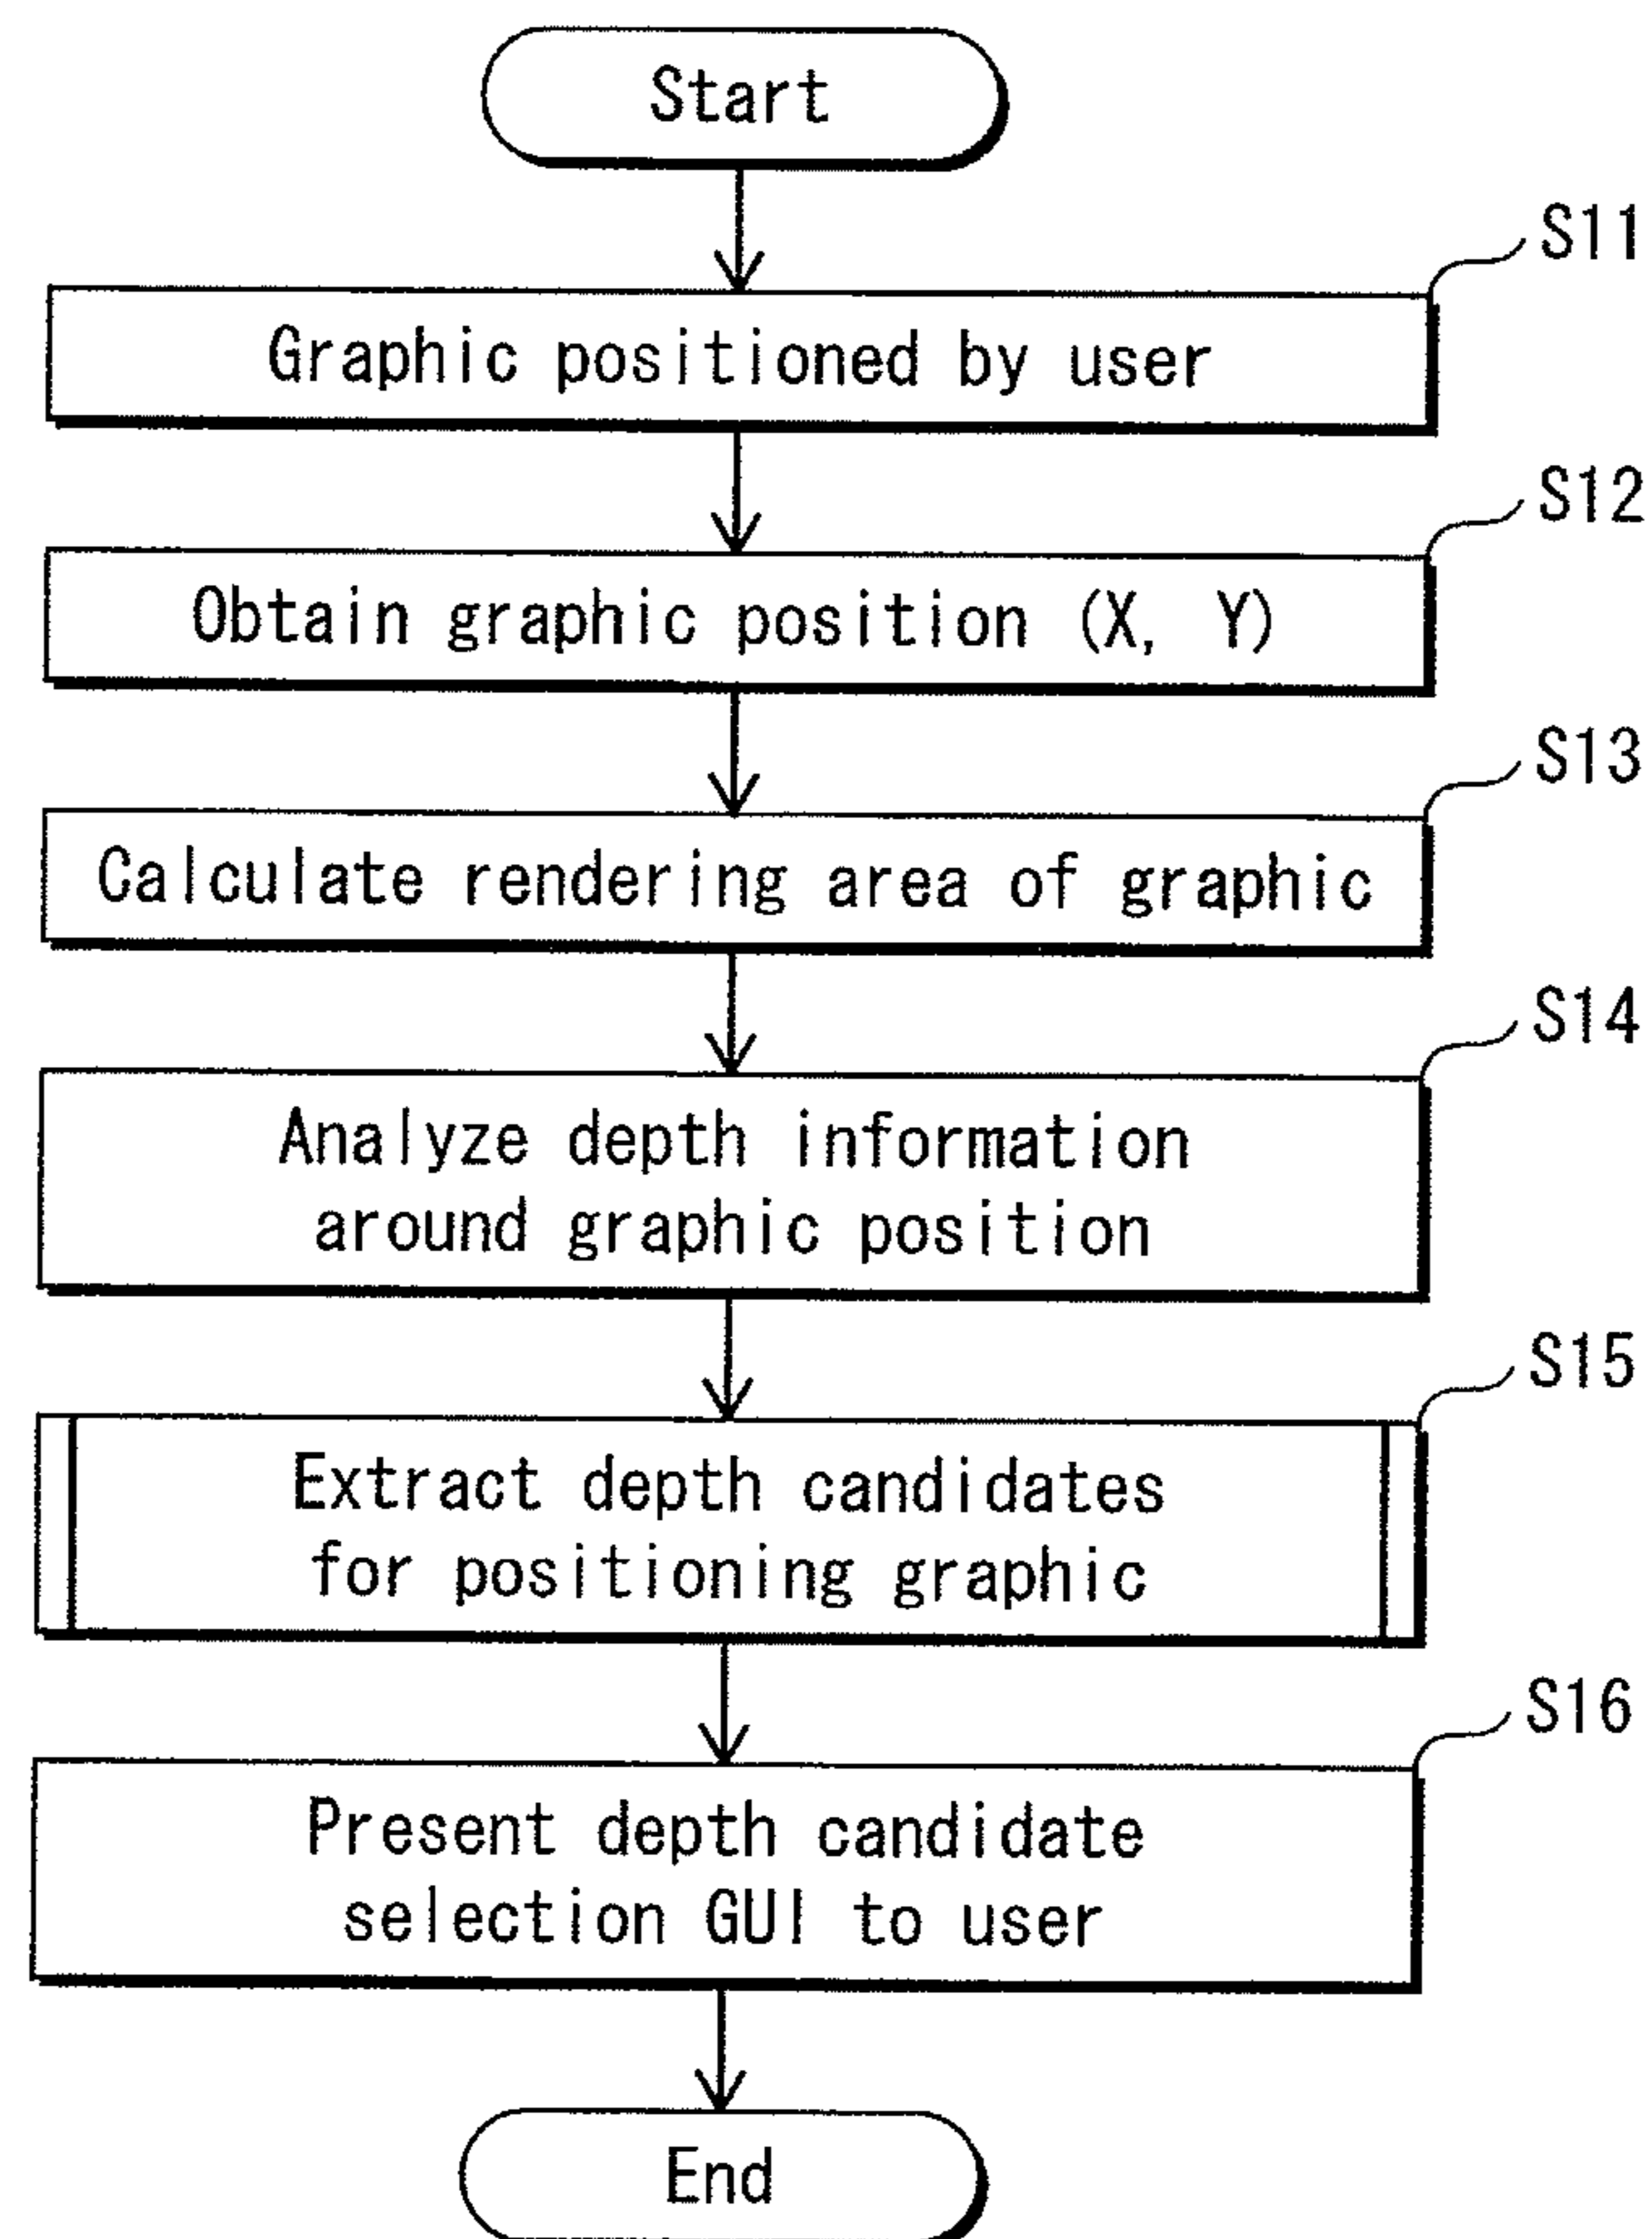 Start
S11
Graphic positioned by user
S12
Obtain graphic position (X, Y)
S13
Calculate rendering area of graphic
S14
Analyze depth information
around graphic position
S15
Extract depth candidates
for positioning graphic
S16
Present depth candidate
selection GUI to user
End